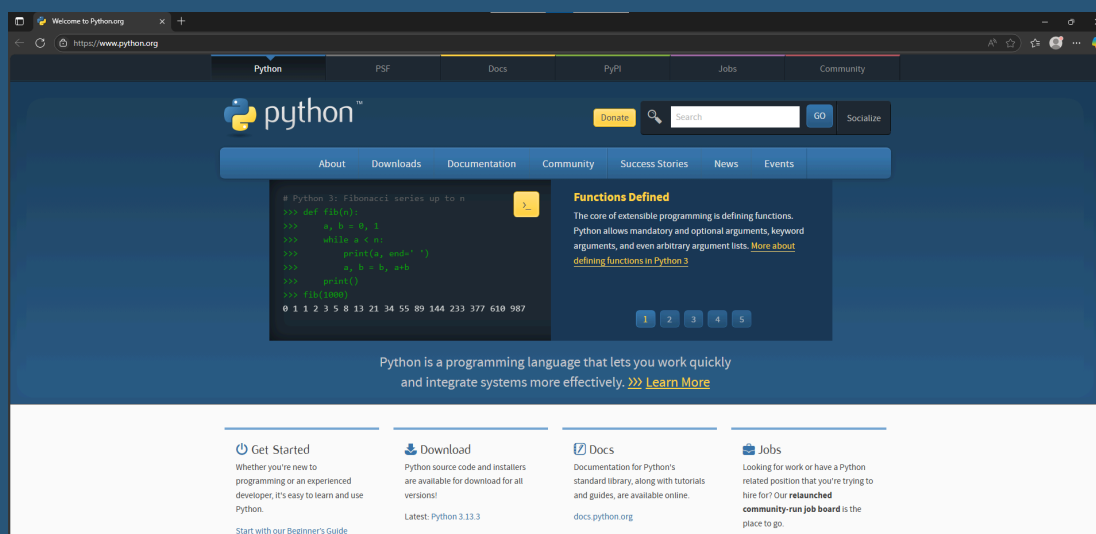 Welcome to Python.org
https://www.python.org
Python PSF Docs PyPI Jobs Community
python™
Donate Search GO Socialize
About Downloads Documentation Community Success Stories News Events
# Python 3: Fibonacci series up to n
>>> def fib(n):
>>>     a, b = 0, 1
>>>     while a < n:
>>>         print(a, end=' ')
>>>         a, b = b, a+b
>>>     print()
>>> fib(1000)
0 1 1 2 3 5 8 13 21 34 55 89 144 233 377 610 987
>_
Functions Defined
The core of extensible programming is defining functions.
Python allows mandatory and optional arguments, keyword
arguments, and even arbitrary argument lists. More about
defining functions in Python 3
1 2 3 4 5
Python is a programming language that lets you work quickly
and integrate systems more effectively. >>> Learn More
Get Started
Whether you're new to
programming or an experienced
developer, it's easy to learn and use
Python.
Start with our Beginner's Guide
Download
Python source code and installers
are available for download for all
versions!
Latest: Python 3.13.3
Docs
Documentation for Python's
standard library, along with tutorials
and guides, are available online.
docs.python.org
Jobs
Looking for work or have a Python
related position that you're trying to
hire for? Our relaunched
community-run job board is the
place to go.